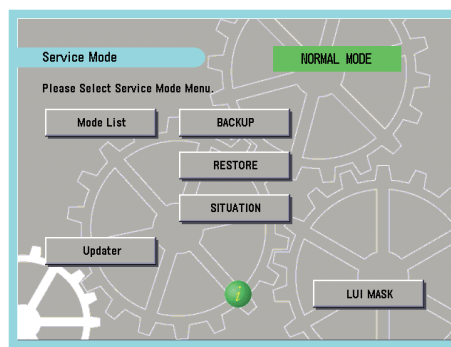 Service Mode
NORMAL MODE
Please Select Service Mode Menu.
Mode List
BACKUP
RESTORE
SITUATION
Updater
i
LUI MASK